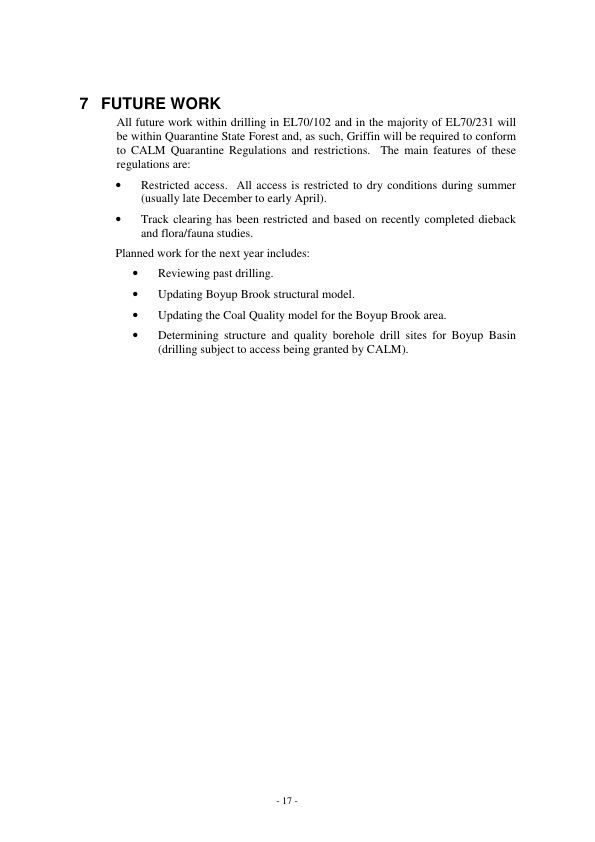 7 FUTURE WORK
All future work within drilling in EL70/102 and in the majority of EL70/231 will
be within Quarantine State Forest and, as such, Griffin will be required to conform
to CALM Quarantine Regulations and restrictions. The main features of these
regulations are:
• Restricted access. All access is restricted to dry conditions during summer
(usually late December to early April).
• Track clearing has been restricted and based on recently completed dieback
and flora/fauna studies.
Planned work for the next year includes:
• Reviewing past drilling.
• Updating Boyup Brook structural model.
• Updating the Coal Quality model for the Boyup Brook area.
• Determining structure and quality borehole drill sites for Boyup Basin
(drilling subject to access being granted by CALM).
- 17 -